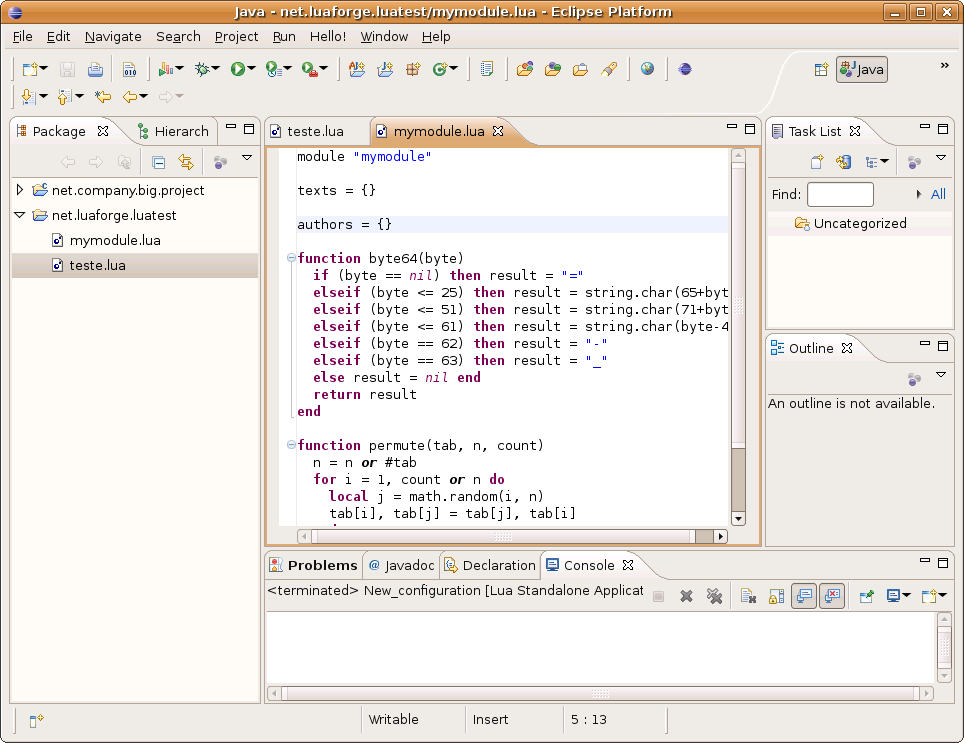 Java - net.luaforge.luatest/mymodule.lua - Eclipse Platform
File Edit Navigate Search Project Run Hello! Window Help
010
Java »
Package Hierarchy
net.company.big.project
net.luaforge.luatest
mymodule.lua
teste.lua
teste.lua mymodule.lua
module "mymodule"
texts = {}
authors = {}
function byte64(byte)
if (byte == nil) then result = "="
elseif (byte <= 25) then result = string.char(65+byt
elseif (byte <= 51) then result = string.char(71+byt
elseif (byte <= 61) then result = string.char(byte-4
elseif (byte == 62) then result = "-"
elseif (byte == 63) then result = "_"
else result = nil end
return result
end
function permute(tab, n, count)
n = n or #tab
for i = 1, count or n do
local j = math.random(i, n)
tab[i], tab[j] = tab[j], tab[i]
Task List
Find: All
Uncategorized
Outline
An outline is not available.
Problems @ Javadoc Declaration Console
<terminated> New_configuration [Lua Standalone Applicat
Writable Insert 5 : 13